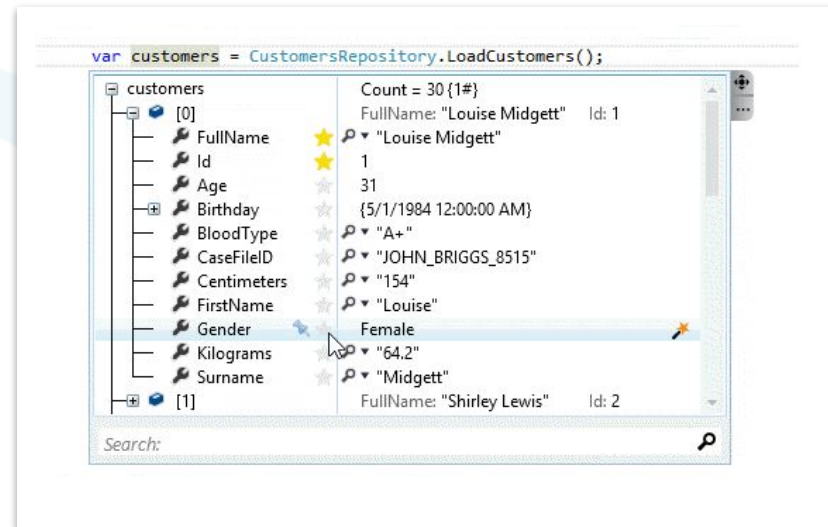 var customers = CustomersRepository.LoadCustomers();
customers Count = 30 {1#}
[0] FullName: "Louise Midgett" Id: 1
FullName "Louise Midgett"
Id 1
Age 31
Birthday {5/1/1984 12:00:00 AM}
BloodType "A+"
CaseFileID "JOHN_BRIGGS_8515"
Centimeters "154"
FirstName "Louise"
Gender Female
Kilograms "64.2"
Surname "Midgett"
[1] FullName: "Shirley Lewis" Id: 2
Search: